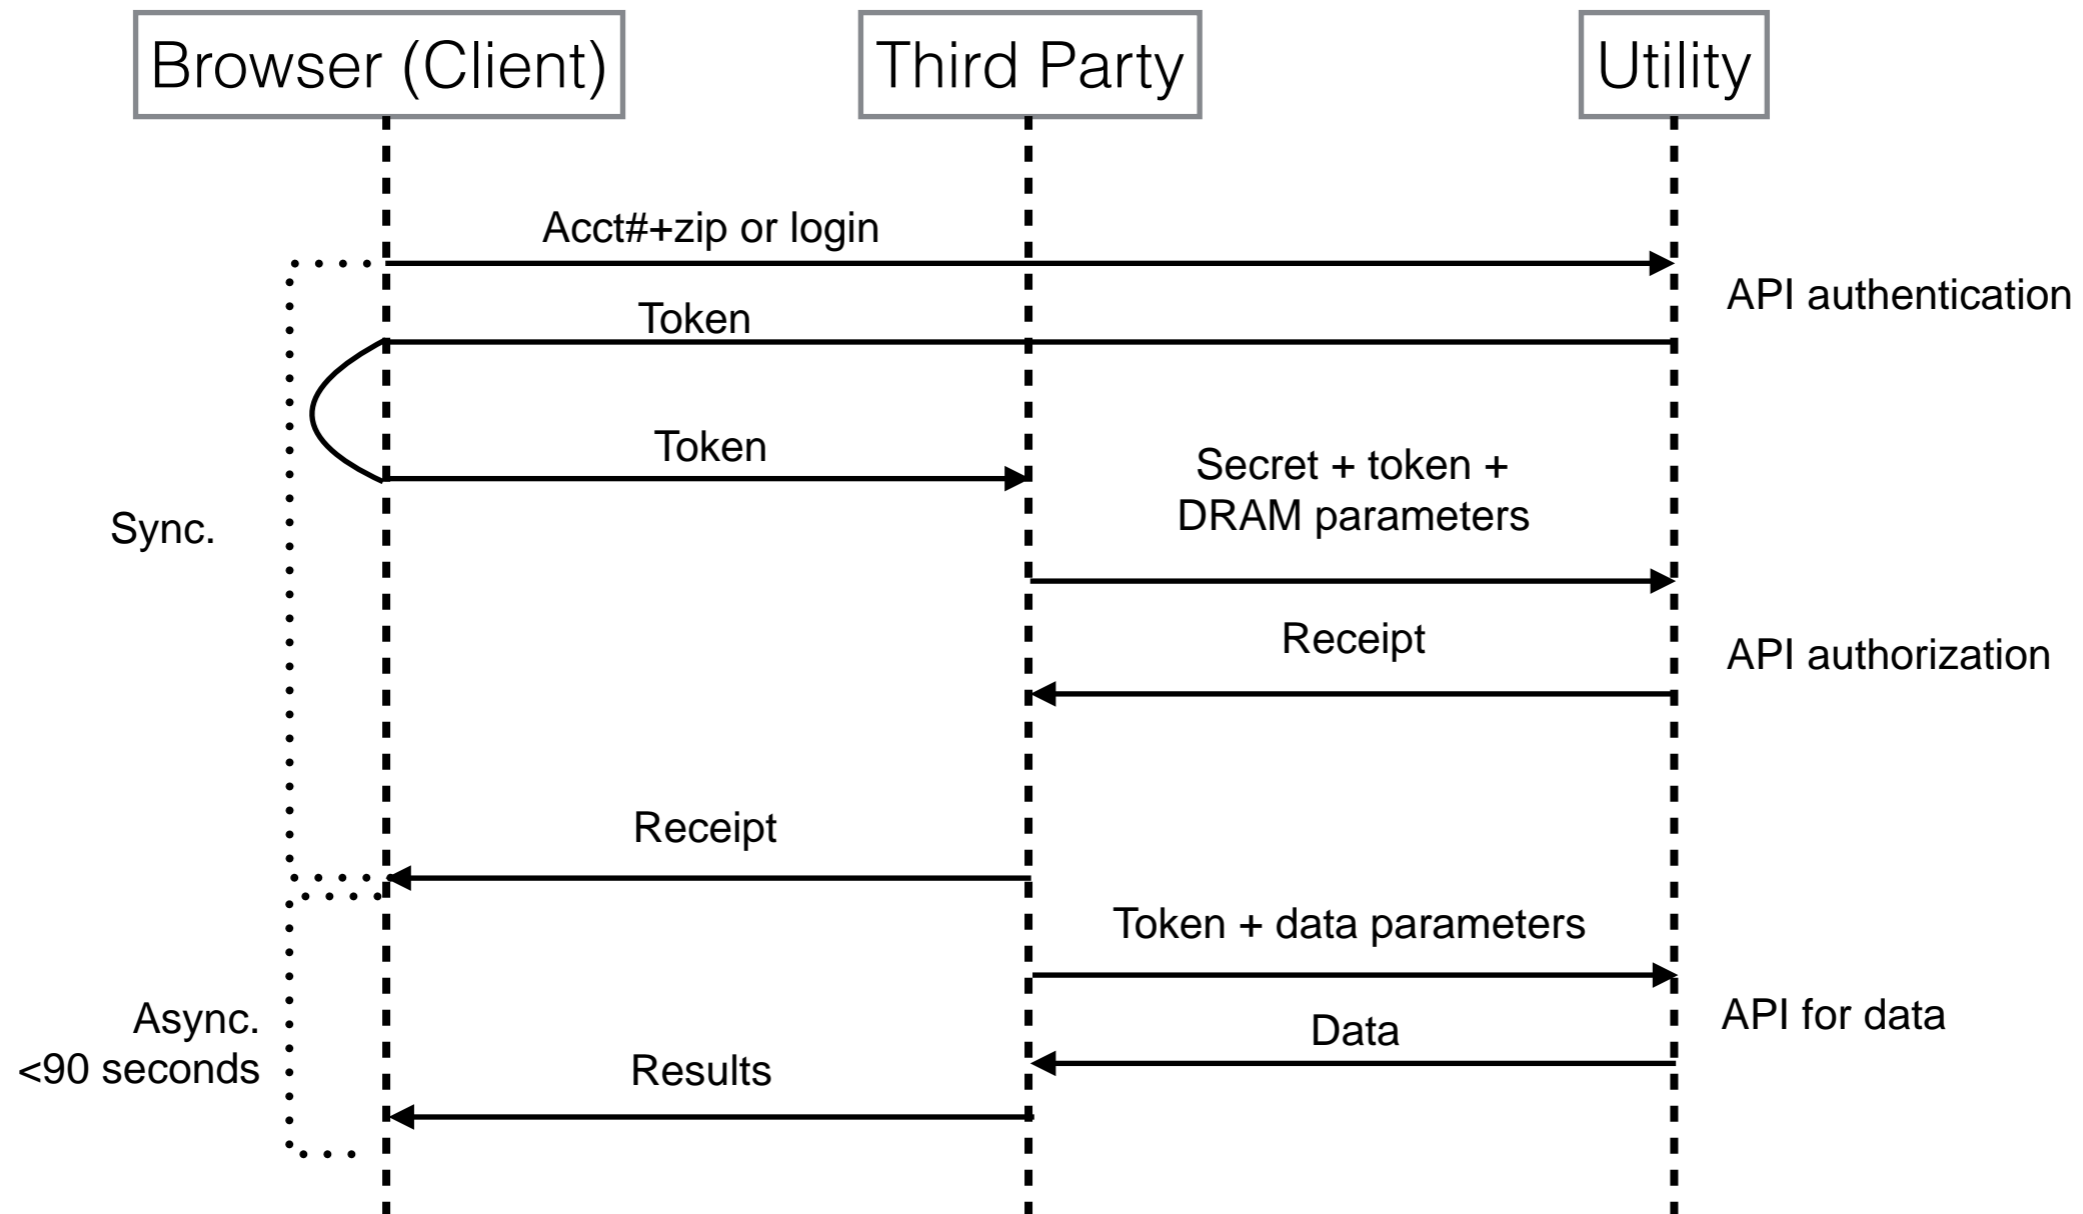 Browser (Client)
Third Party
Utility
Acct#+zip or login
API authentication
Token
Token
Secret + token +
DRAM parameters
Sync.
Receipt
API authorization
Receipt
Token + data parameters
Async.
<90 seconds
API for data
Data
Results